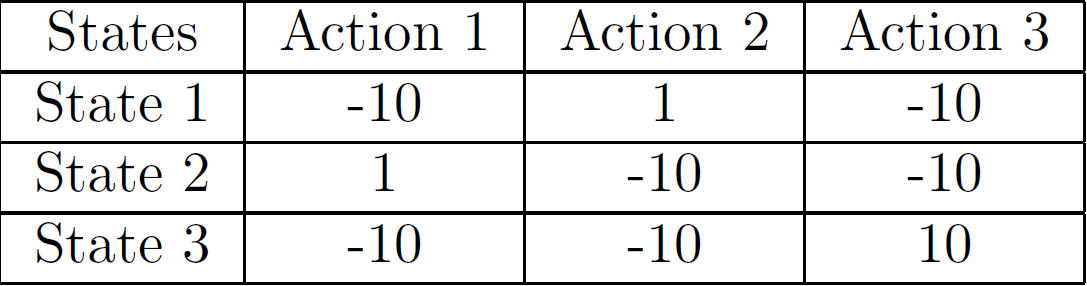 States Action 1 Action 2 Action 3
State 1 -10 1 -10
State 2 1 -10 -10
State 3 -10 -10 10